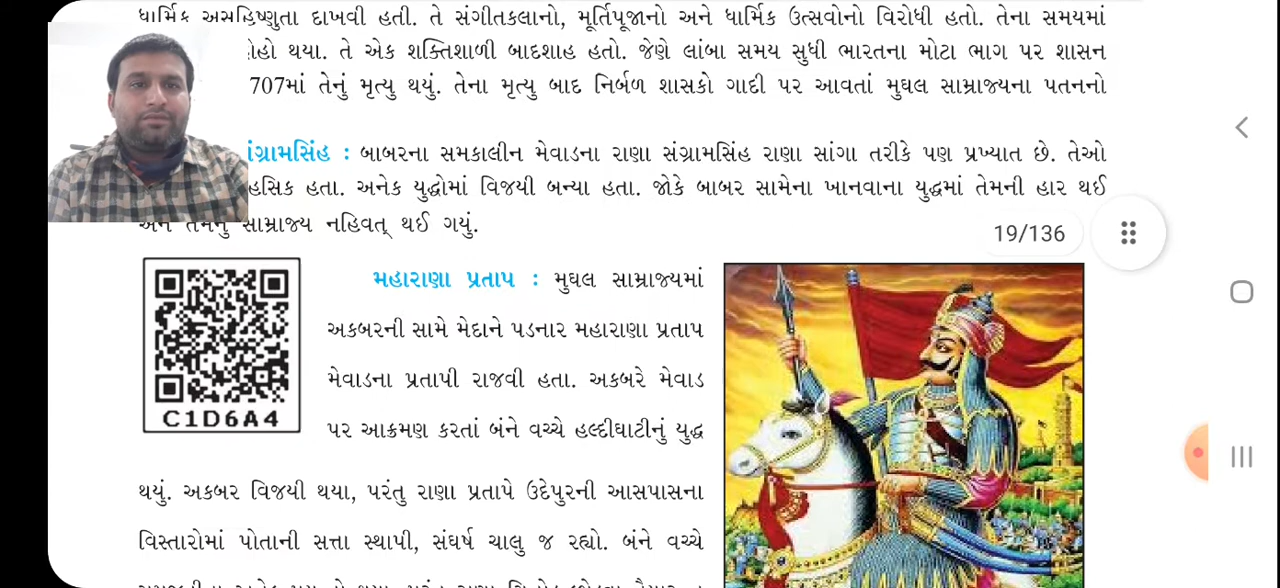 ધાર્મિક અસહિષ્ણુતા દાખવી હતી. તે સંગીતકલાનો, મૂર્તિપૂજાનો અને ધાર્મિક ઉત્સવોનો વિરોધી હતો. તેના સમયમાં
થયા. તે એક શક્તિશાળી બાદશાહ હતો. જેણે લાંબા સમય સુધી ભારતના મોટા ભાગ પર શાસન
707માં તેનું મૃત્યુ થયું. તેના મૃત્યુ બાદ નિર્બળ શાસકો ગાદી પર આવતાં મુઘલ સામ્રાજ્યના પતનનો
ંગ્રામસિંહ : બાબરના સમકાલીન મેવાડના રાણા સંગ્રામસિંહ રાણા સાંગા તરીકે પણ પ્રખ્યાત છે. તેઓ
હસિક હતા. અનેક યુદ્ધોમાં વિજયી બન્યા હતા. જોકે બાબર સામેના ખાનવાના યુદ્ધમાં તેમની હાર થઈ
અને તેમનું સામ્રાજ્ય નહિવત્ થઈ ગયું.
19/136
મહારાણા પ્રતાપ : મુઘલ સામ્રાજ્યમાં
અકબરની સામે મેદાને પડનાર મહારાણા પ્રતાપ
મેવાડના પ્રતાપી રાજવી હતા. અકબરે મેવાડ
પર આક્રમણ કરતાં બંને વચ્ચે હલ્દીઘાટીનું યુદ્ધ
C1D6A4
થયું. અકબર વિજયી થયા, પરંતુ રાણા પ્રતાપે ઉદેપુરની આસપાસના
વિસ્તારોમાં પોતાની સત્તા સ્થાપી, સંઘર્ષ ચાલુ જ રહ્યો. બંને વચ્ચે